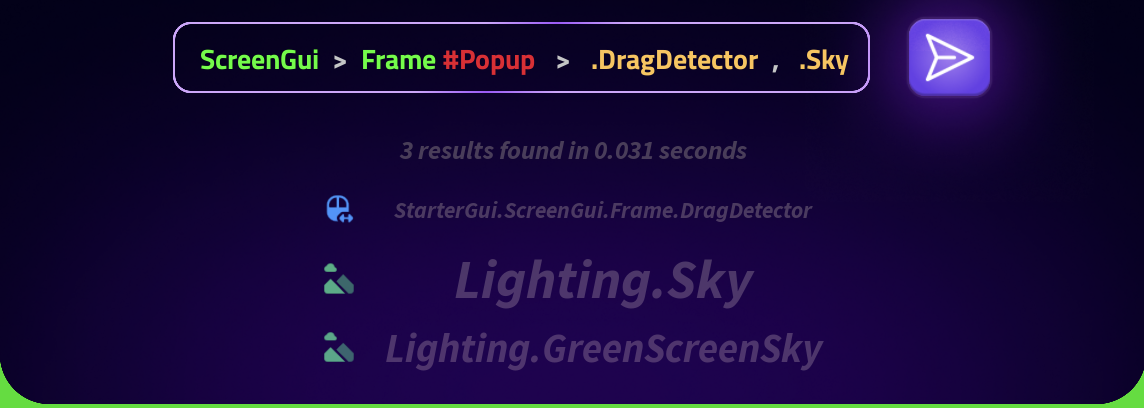 ScreenGui > Frame #Popup > .DragDetector , .Sky
3 results found in 0.031 seconds
StarterGui.ScreenGui.Frame.DragDetector
Lighting.Sky
Lighting.GreenScreenSky